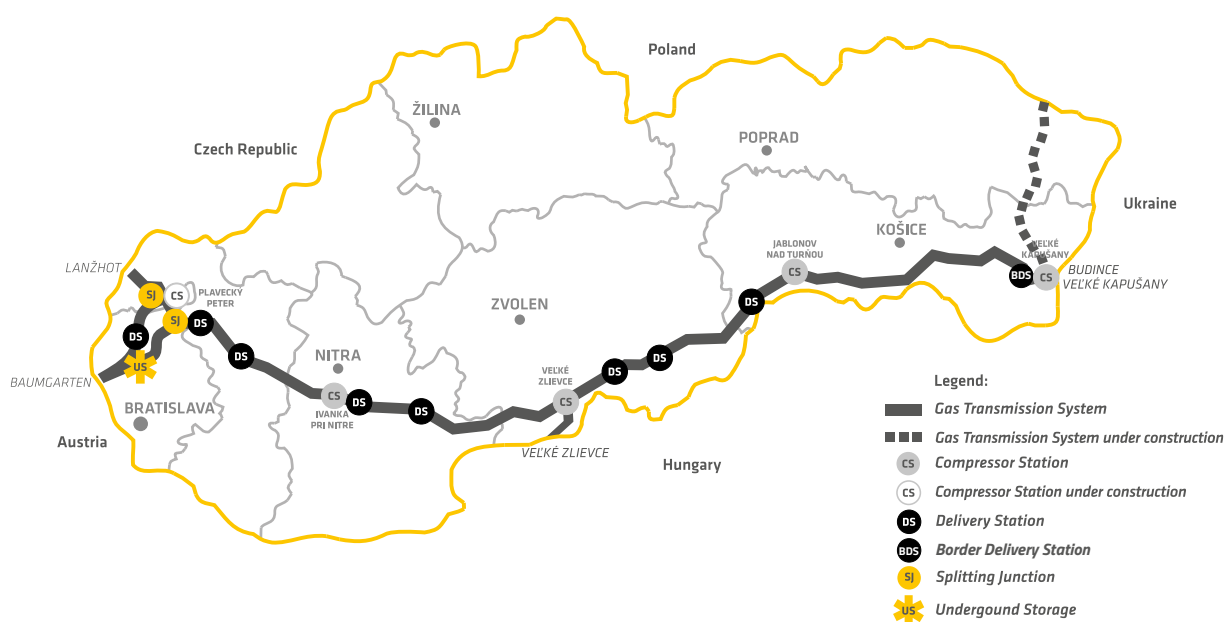 Poland
ŽILINA
Czech Republic
POPRAD
Ukraine
KOŠICE
JABLONOV
NAD TURŇOU
CS
VEĽKÉ
KAPUŠANY
BDS
CS
BUDINCE
VEĽKÉ KAPUŠANY
LANŽHOT
SJ
CS
PLAVECKÝ
PETER
SJ
DS
DS
DS
US
BAUMGARTEN
DS
ZVOLEN
NITRA
CS
IVANKA
PRI NITRE
DS
DS
VEĽKÉ
ZLIEVCE
CS
DS
DS
BRATISLAVA
Austria
VEĽKÉ ZLIEVCE
Hungary
Legend:
Gas Transmission System
Gas Transmission System under construction
CS Compressor Station
CS Compressor Station under construction
DS Delivery Station
BDS Border Delivery Station
SJ Splitting Junction
US Undergound Storage